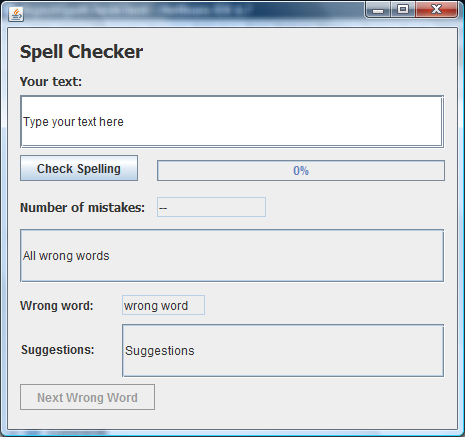 Spell Checker
Your text:
Type your text here
Check Spelling 0%
Number of mistakes: --
All wrong words
Wrong word: wrong word
Suggestions: Suggestions
Next Wrong Word